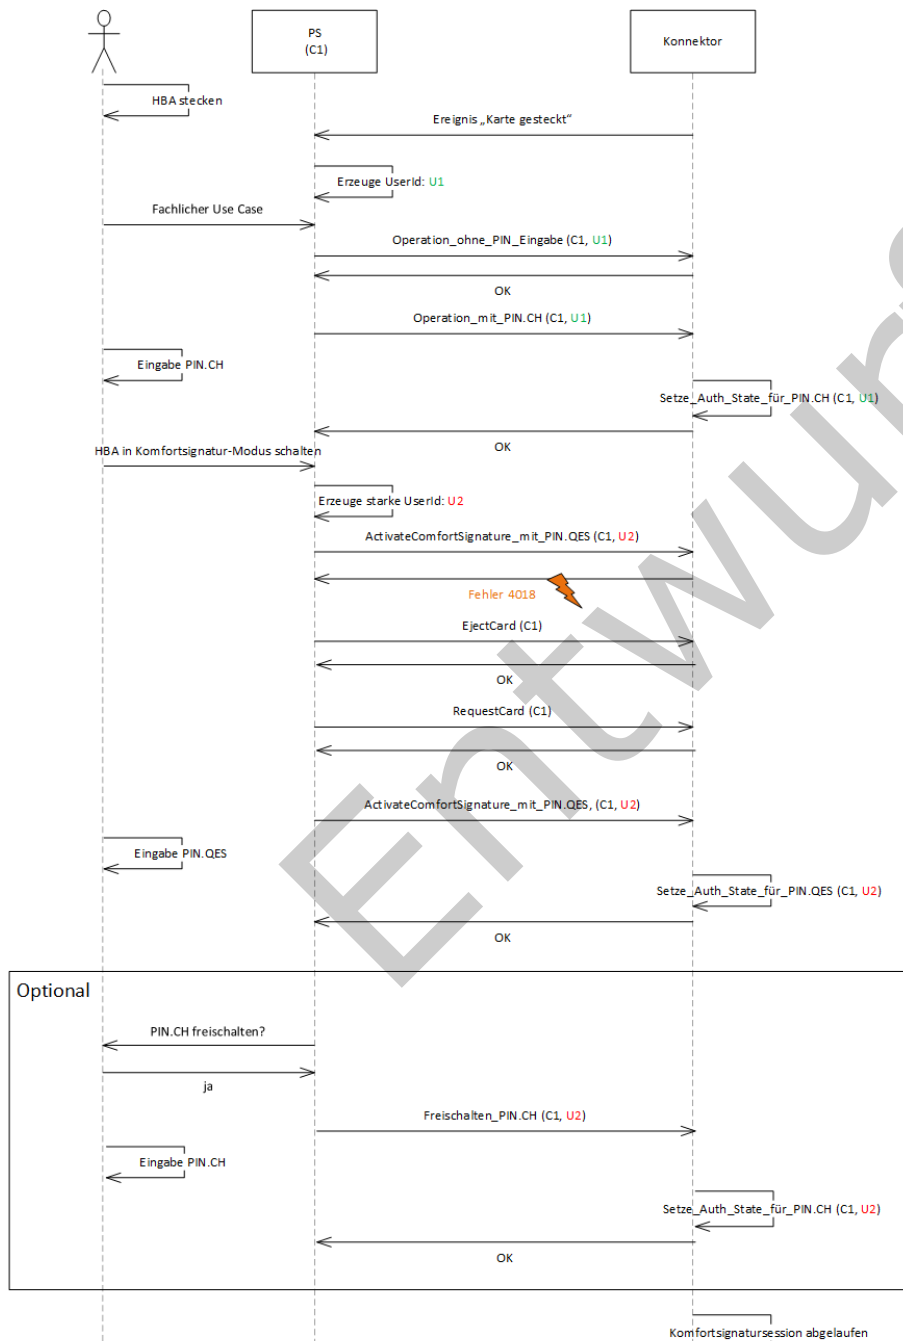 PS
(C1)
Konnektor
HBA stecken
Ereignis „Karte gesteckt“
Erzeuge UserId: U1
Fachlicher Use Case
Operation_ohne_PIN_Eingabe (C1, U1)
OK
Operation_mit_PIN.CH (C1, U1)
Eingabe PIN.CH
Setze_Auth_State_für_PIN.CH (C1, U1)
OK
HBA in Komfortsignatur-Modus schalten
Erzeuge starke UserId: U2
ActivateComfortSignature_mit_PIN.QES (C1, U2)
Fehler 4018
EjectCard (C1)
OK
RequestCard (C1)
OK
ActivateComfortSignature_mit_PIN.QES, (C1, U2)
Eingabe PIN.QES
Setze_Auth_State_für_PIN.QES (C1, U2)
OK
Optional
PIN.CH freischalten?
ja
Freischalten_PIN.CH (C1, U2)
Eingabe PIN.CH
Setze_Auth_State_für_PIN.CH (C1, U2)
OK
Komfortsignatursession abgelaufen
Entwurf